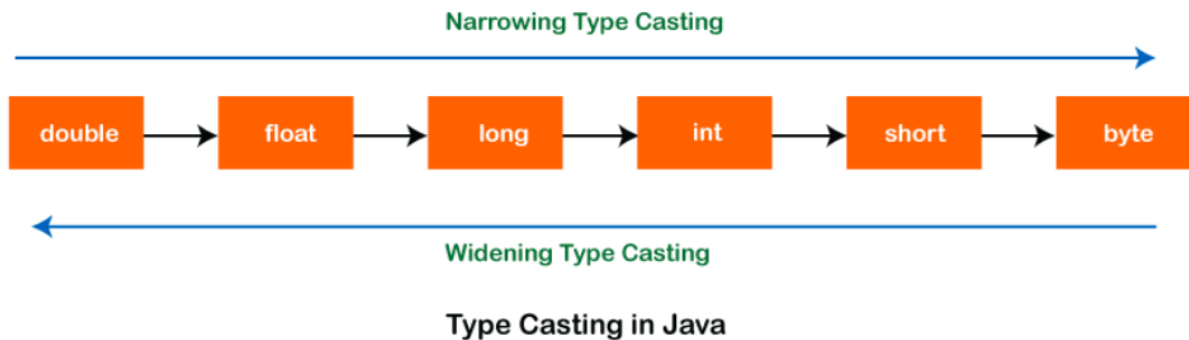 Narrowing Type Casting
double float long int short byte
Widening Type Casting
Type Casting in Java